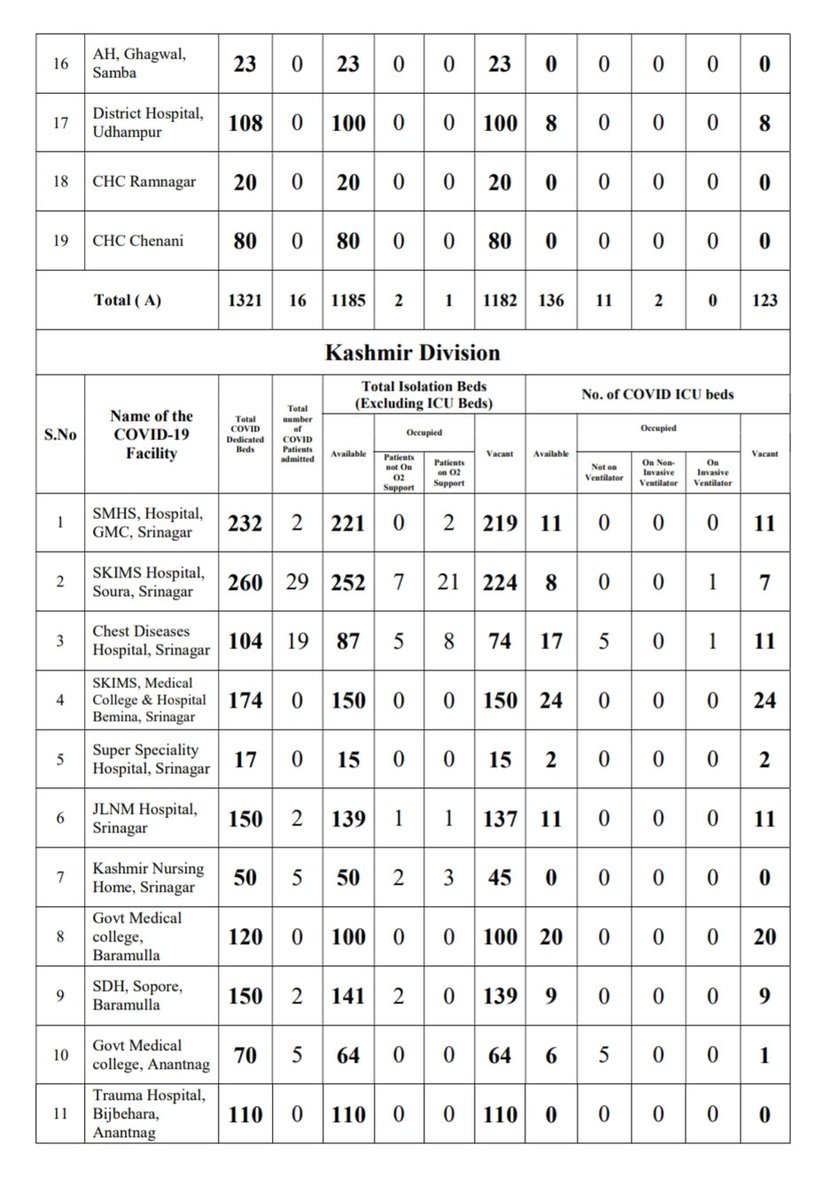 16 AH, Ghagwal, Samba 23 0 23 0 0 23 0 0 0 0 0
17 District Hospital, Udhampur 108 0 100 0 0 100 8 0 0 0 8
18 CHC Ramnagar 20 0 20 0 0 20 0 0 0 0 0
19 CHC Chenani 80 0 80 0 0 80 0 0 0 0 0
Total ( A) 1321 16 1185 2 1 1182 136 11 2 0 123
Kashmir Division
S.No
Name of the COVID-19 Facility
Total COVID Dedicated Beds
Total number of COVID Patients admitted
Total Isolation Beds (Excluding ICU Beds)
Available
Occupied
Patients not On O2 Support
Patients on O2 Support
Vacant
No. of COVID ICU beds
Available
Occupied
Not on Ventilator
On Non-Invasive Ventilator
On Invasive Ventilator
Vacant
1 SMHS, Hospital, GMC, Srinagar 232 2 221 0 2 219 11 0 0 0 11
2 SKIMS Hospital, Soura, Srinagar 260 29 252 7 21 224 8 0 0 1 7
3 Chest Diseases Hospital, Srinagar 104 19 87 5 8 74 17 5 0 1 11
4 SKIMS, Medical College & Hospital Bemina, Srinagar 174 0 150 0 0 150 24 0 0 0 24
5 Super Speciality Hospital, Srinagar 17 0 15 0 0 15 2 0 0 0 2
6 JLNM Hospital, Srinagar 150 2 139 1 1 137 11 0 0 0 11
7 Kashmir Nursing Home, Srinagar 50 5 50 2 3 45 0 0 0 0 0
8 Govt Medical college, Baramulla 120 0 100 0 0 100 20 0 0 0 20
9 SDH, Sopore, Baramulla 150 2 141 2 0 139 9 0 0 0 9
10 Govt Medical college, Anantnag 70 5 64 0 0 64 6 5 0 0 1
11 Trauma Hospital, Bijbehara, Anantnag 110 0 110 0 0 110 0 0 0 0 0